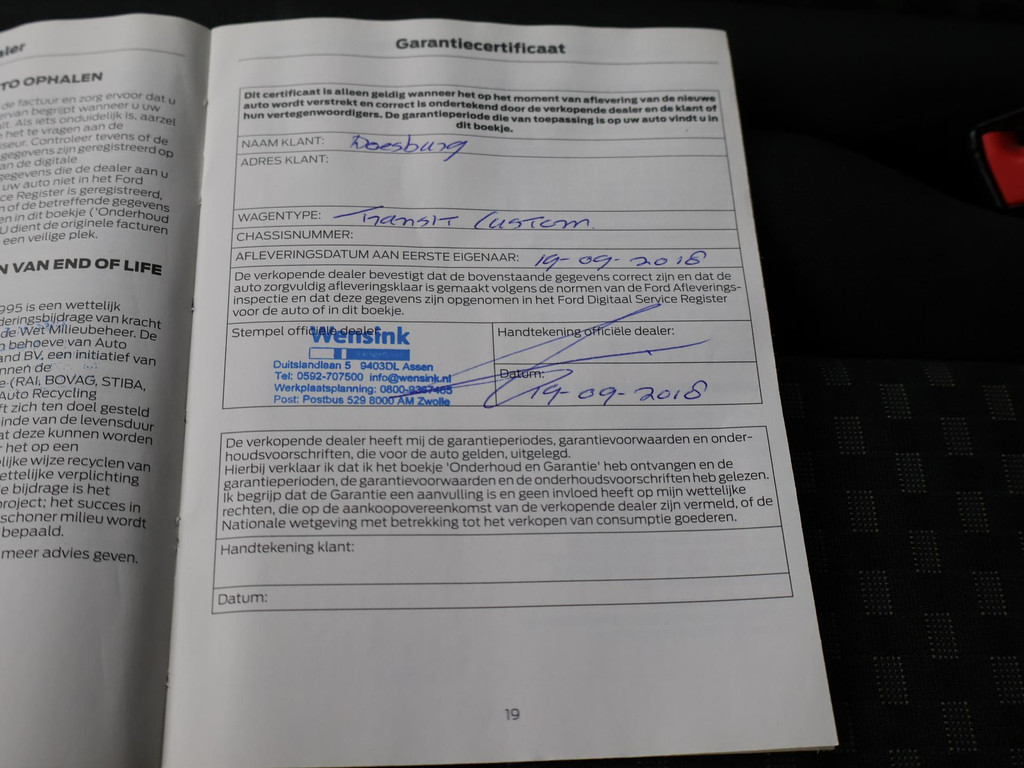 aler
TO OPHALEN
de factuur en zorg ervoor dat u
ervan begrijpt wanneer u uw
lt. Als iets onduidelijk is, aarzel
het te vragen aan de
seur. Controleer tevens of de
gegevens zijn geregistreerd op
an de digitale
gegevens die de dealer aan u
uw auto niet in het Ford
ce Register is geregistreerd,
n of de betreffende gegevens
en in dit boekje ('Onderhoud
U dient de originele facturen
een veilige plek.
N VAN END OF LIFE
995 is een wettelijk
deringsbijdrage van kracht
de Wet Milieubeheer. De
n behoeve van Auto
and BV, een initiatief van
nnen de
e (RAI, BOVAG, STIBA,
Auto Recycling
ft zich ten doel gesteld
inde van de levensduur
at deze kunnen worden
r het op een
lijke wijze recyclen van
ettelijke verplichting
e bijdrage is het
project; het succes in
schoner milieu wordt
bepaald.
meer advies geven.
Garantiecertificaat
Dit certificaat is alleen geldig wanneer het op het moment van aflevering van de nieuwe
auto wordt verstrekt en correct is ondertekend door de verkopende dealer en de klant of
hun vertegenwoordigers. De garantieperiode die van toepassing is op uw auto vindt u in
dit boekje.
NAAM KLANT: Doesburg
ADRES KLANT:
WAGENTYPE: Transit Custom
CHASSISNUMMER:
AFLEVERINGSDATUM AAN EERSTE EIGENAAR: 19-09-2018
De verkopende dealer bevestigt dat de bovenstaande gegevens correct zijn en dat de
auto zorgvuldig afleveringsklaar is gemaakt volgens de normen van de Ford Afleverings-
inspectie en dat deze gegevens zijn opgenomen in het Ford Digitaal Service Register
voor de auto of in dit boekje.
Stempel officiële dealer:
Wensink
Duitslandlaan 5 9403DL Assen
Tel: 0592-707500 info@wensink.nl
Werkplaatsplanning: 0800-9367465
Post: Postbus 529 8000 AM Zwolle
Handtekening officiële dealer:
Datum:
19-09-2018
De verkopende dealer heeft mij de garantieperiodes, garantievoorwaarden en onder-
houdsvoorschriften, die voor de auto gelden, uitgelegd.
Hierbij verklaar ik dat ik het boekje 'Onderhoud en Garantie' heb ontvangen en de
garantieperioden, de garantievoorwaarden en de onderhoudsvoorschriften heb gelezen.
Ik begrijp dat de Garantie een aanvulling is en geen invloed heeft op mijn wettelijke
rechten, die op de aankoopovereenkomst van de verkopende dealer zijn vermeld, of de
Nationale wetgeving met betrekking tot het verkopen van consumptie goederen.
Handtekening klant:
Datum:
19